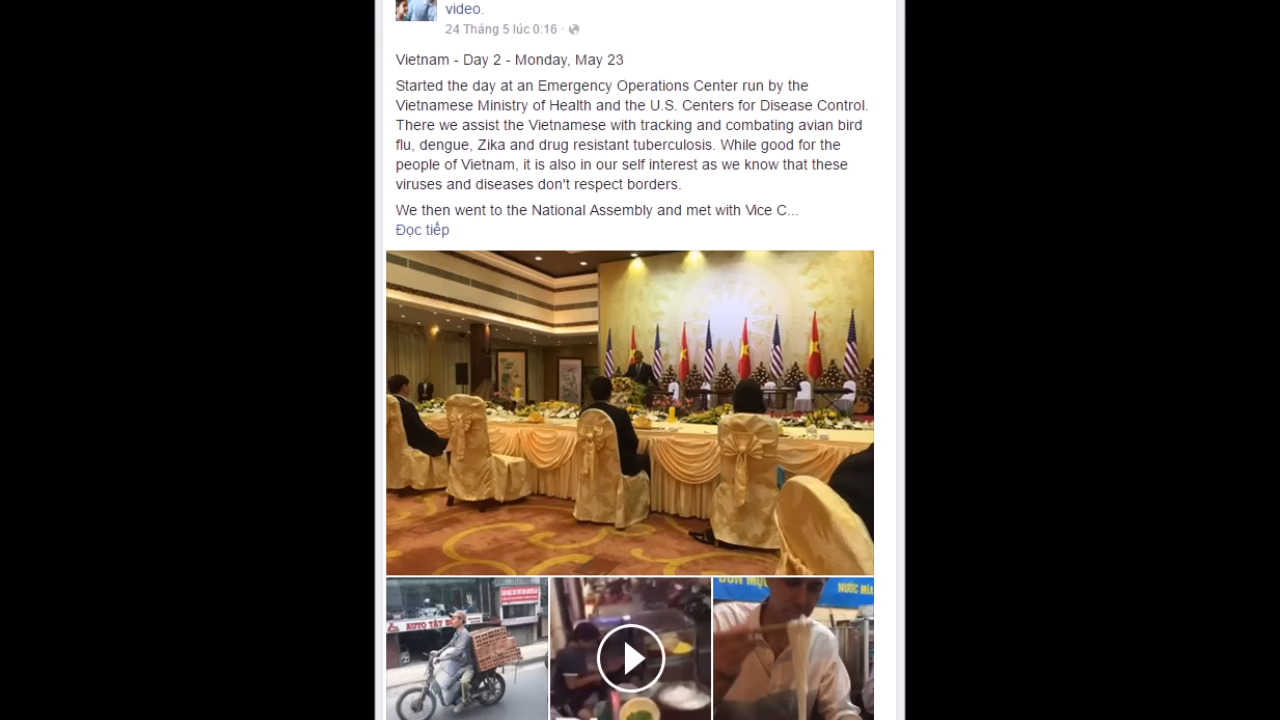 video.
24 Tháng 5 lúc 0:16 ·
Vietnam - Day 2 - Monday, May 23
Started the day at an Emergency Operations Center run by the
Vietnamese Ministry of Health and the U.S. Centers for Disease Control.
There we assist the Vietnamese with tracking and combating avian bird
flu, dengue, Zika and drug resistant tuberculosis. While good for the
people of Vietnam, it is also in our self interest as we know that these
viruses and diseases don't respect borders.
We then went to the National Assembly and met with Vice C...
Đọc tiếp
AUTO TÂY
NƯỚC MÍA